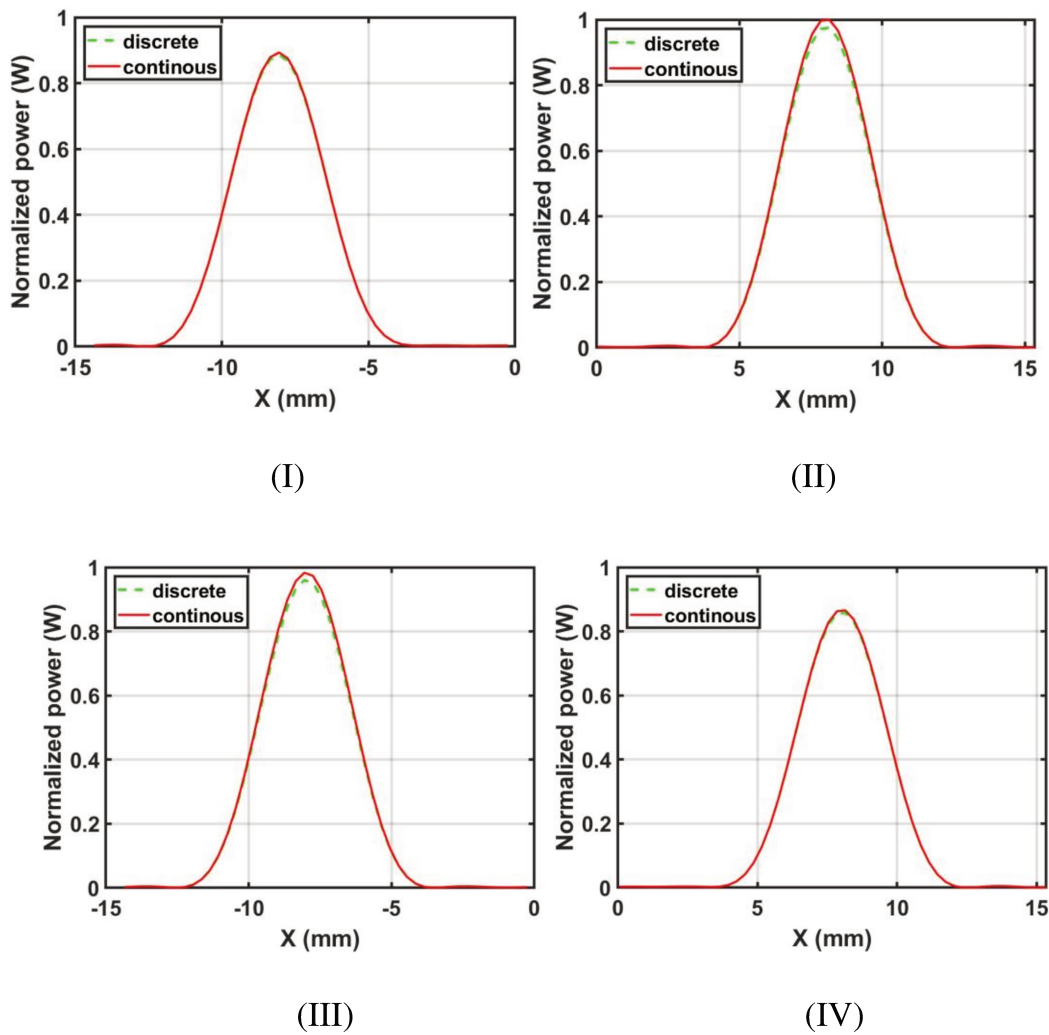 1
0.8
0.6
0.4
0.2
0
Normalized power (W)
discrete
continous
-15
-10
-5
0
X (mm)
(I)
1
0.8
0.6
0.4
0.2
0
Normalized power (W)
discrete
continous
0
5
10
15
X (mm)
(II)
1
0.8
0.6
0.4
0.2
0
Normalized power (W)
discrete
continous
-15
-10
-5
0
X (mm)
(III)
1
0.8
0.6
0.4
0.2
0
Normalized power (W)
discrete
continous
0
5
10
15
X (mm)
(IV)